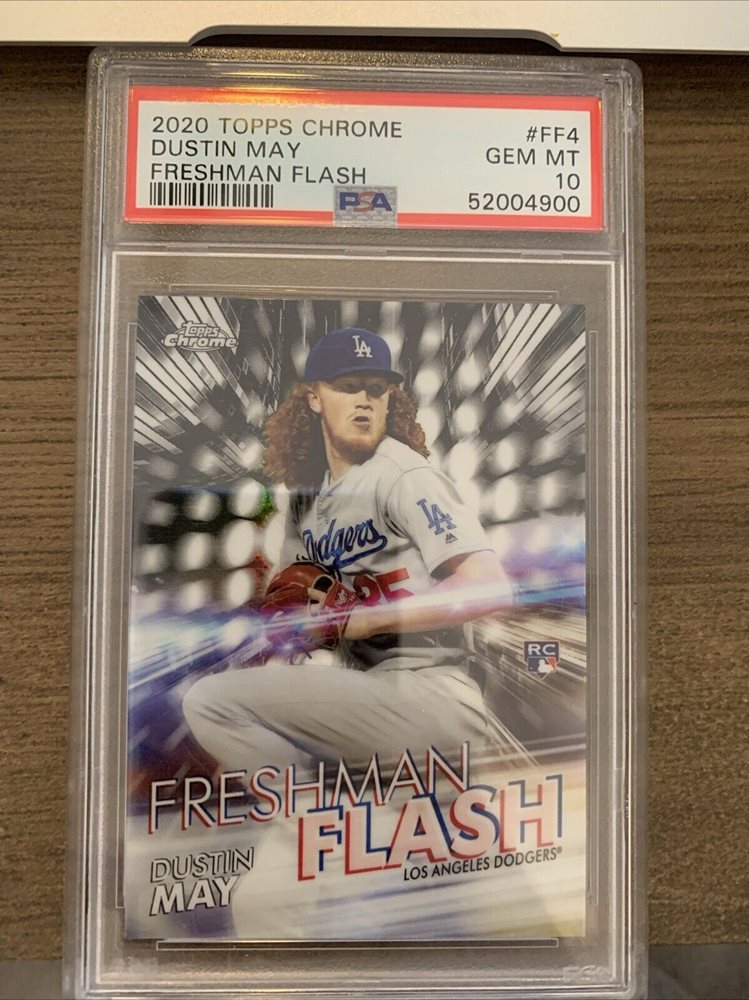 2020 TOPPS CHROME #FF4
DUSTIN MAY GEM MT
FRESHMAN FLASH 10
PSA 52004900
Topps
Chrome
LA
Dodgers
LA
25
RC
FRESHMAN
FLASH
DUSTIN
MAY
LOS ANGELES DODGERS®